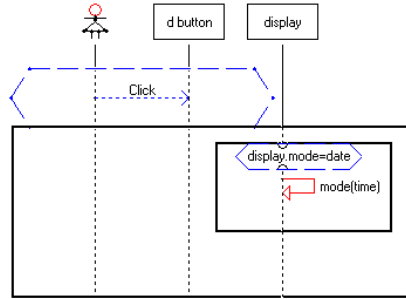 d button
display
Click
display.mode=date
mode(time)